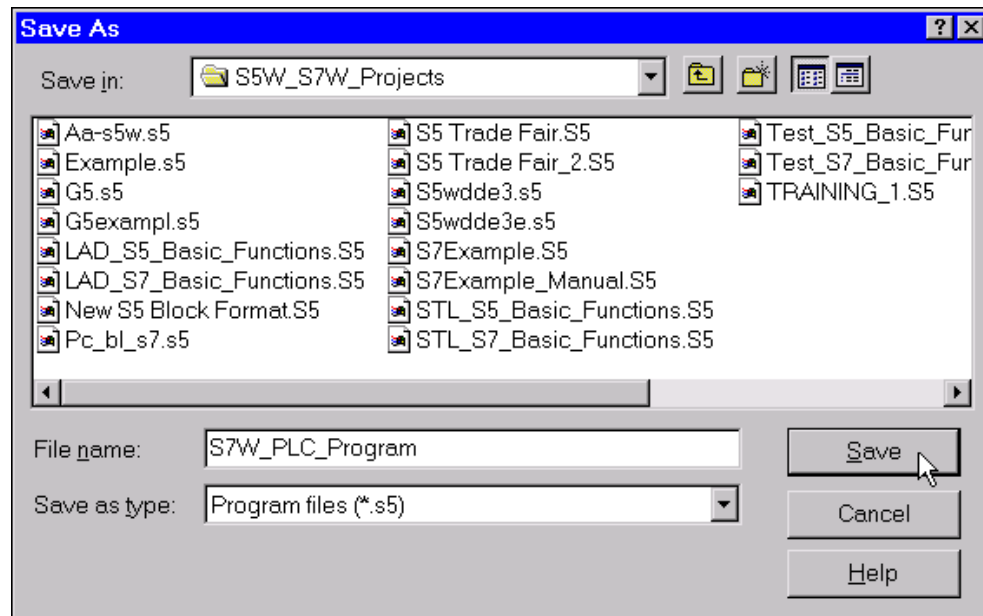 Save As
Save in:
S5W_S7W_Projects
Aa-s5w.s5
Example.s5
G5.s5
G5exampl.s5
LAD_S5_Basic_Functions.S5
LAD_S7_Basic_Functions.S5
New S5 Block Format.S5
Pc_bl_s7.s5
S5 Trade Fair.S5
S5 Trade Fair_2.S5
S5wdde3.s5
S5wdde3e.s5
S7Example.S5
S7Example_Manual.S5
STL_S5_Basic_Functions.S5
STL_S7_Basic_Functions.S5
Test_S5_Basic_Fur
Test_S7_Basic_Fur
TRAINING_1.S5
File name:
S7W_PLC_Program
Save
Save as type:
Program files (*.s5)
Cancel
Help